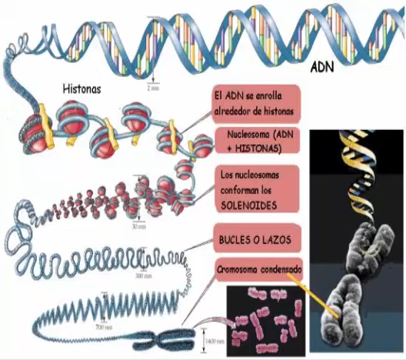 ADN
2 nm
Histonas
El ADN se enrolla
alrededor de histonas
Nucleosoma (ADN
+ HISTONAS)
Los nucleosomas
conforman los
SOLENOIDES
30 nm
BUCLES O LAZOS
300 nm
Cromosoma condensado
700 nm
1400 nm